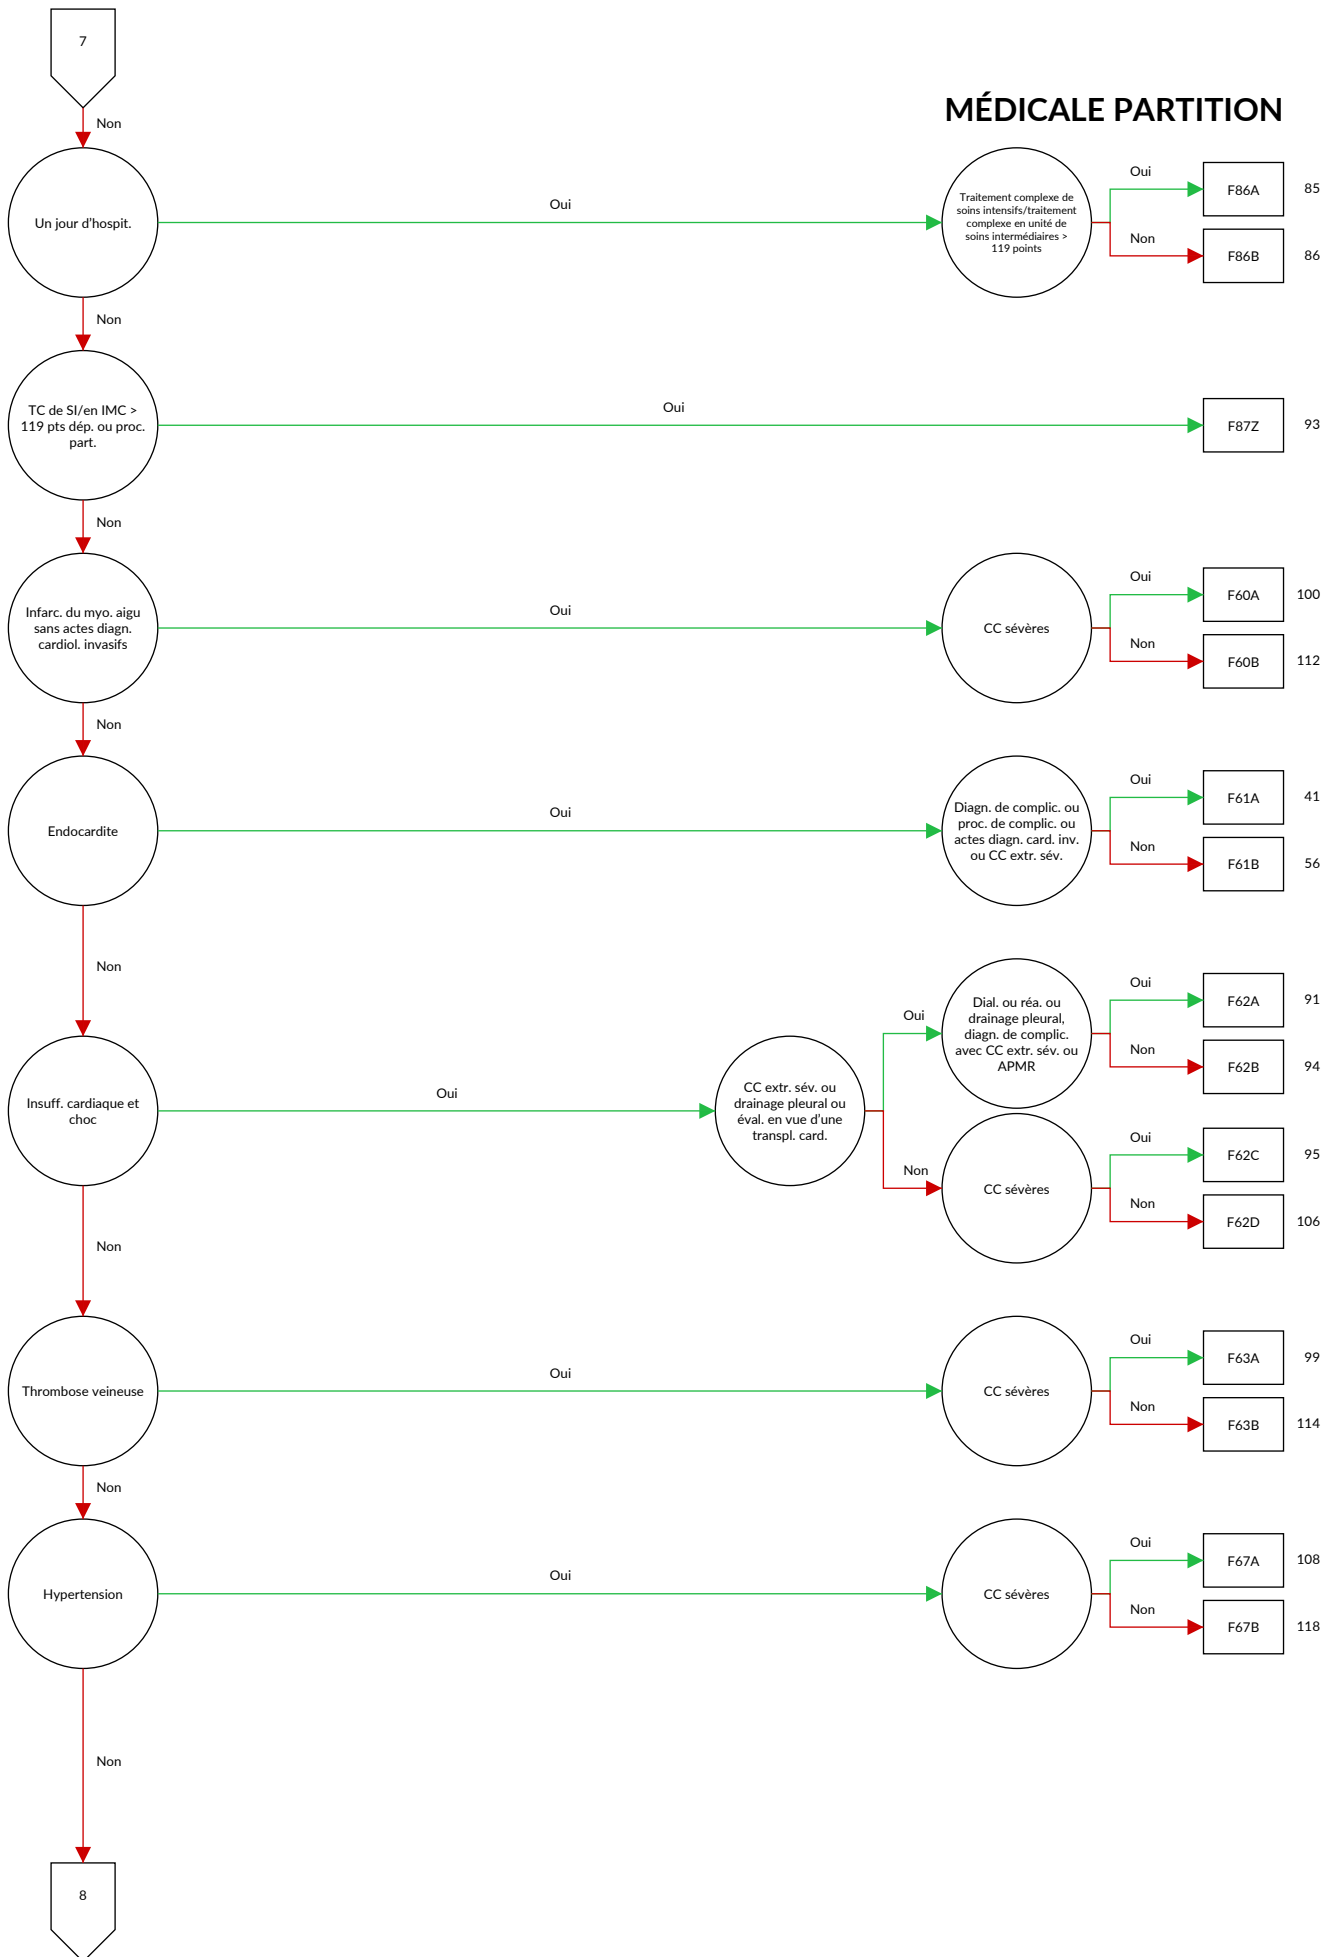 7
MÉDICALE PARTITION
Non
Un jour d'hospit.
Oui
Traitement complexe de
soins intensifs/traitement
complexe en unité de
soins intermédiaires >
119 points
Oui
F86A
85
Non
F86B
86
Non
TC de SI/en IMC >
119 pts dép. ou proc.
part.
Oui
F87Z
93
Non
Infarc. du myo. aigu
sans actes diagn.
cardiol. invasifs
Oui
CC sévères
Oui
F60A
100
Non
F60B
112
Non
Endocardite
Oui
Diagn. de complic. ou
proc. de complic. ou
actes diagn. card. inv.
ou CC extr. sév.
Oui
F61A
41
Non
F61B
56
Non
Insuff. cardiaque et
choc
Oui
CC extr. sév. ou
drainage pleural ou
éval. en vue d'une
transpl. card.
Oui
Dial. ou réa. ou
drainage pleural,
diagn. de complic.
avec CC extr. sév. ou
APMR
Oui
F62A
91
Non
F62B
94
Non
CC sévères
Oui
F62C
95
Non
F62D
106
Non
Thrombose veineuse
Oui
CC sévères
Oui
F63A
99
Non
F63B
114
Non
Hypertension
Oui
CC sévères
Oui
F67A
108
Non
F67B
118
Non
8